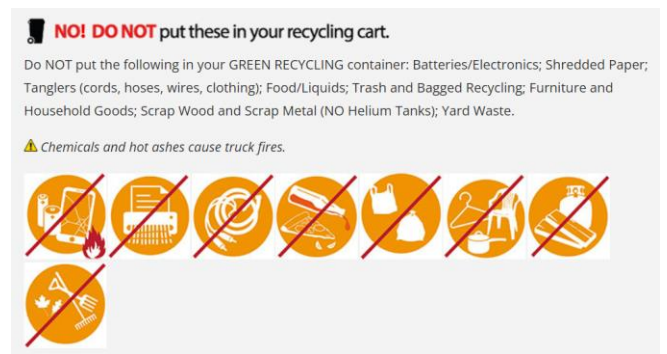 NO! DO NOT put these in your recycling cart.
Do NOT put the following in your GREEN RECYCLING container: Batteries/Electronics; Shredded Paper;
Tanglers (cords, hoses, wires, clothing); Food/Liquids; Trash and Bagged Recycling; Furniture and
Household Goods; Scrap Wood and Scrap Metal (NO Helium Tanks); Yard Waste.
Chemicals and hot ashes cause truck fires.